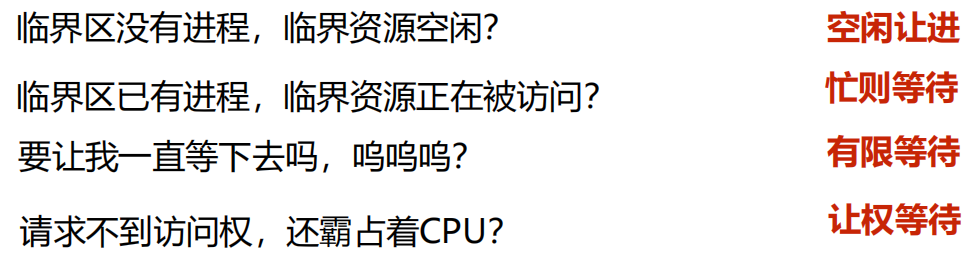 临界区没有进程，临界资源空闲？ 空闲让进
临界区已有进程，临界资源正在被访问？ 忙则等待
要让我一直等下去吗，呜呜呜？ 有限等待
请求不到访问权，还霸占着CPU？ 让权等待